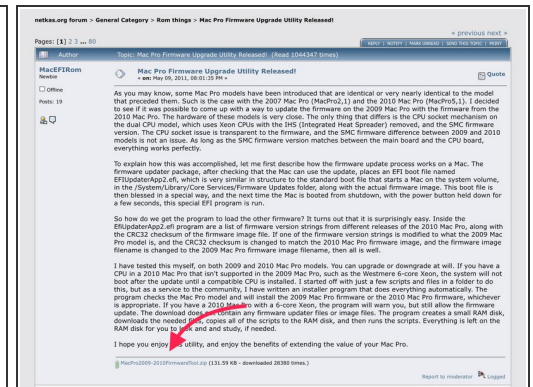 netkas.org forum > General Category > Rom things > Mac Pro Firmware Upgrade Utility Released!
« previous next »
Pages: [1] 2 3 ... 80
REPLY | NOTIFY | MARK UNREAD | SEND THIS TOPIC | PRINT
Author
Topic: Mac Pro Firmware Upgrade Utility Released! (Read 1044347 times)
MacEFIRom
Newbie
Offline
Posts: 19
Mac Pro Firmware Upgrade Utility Released!
« on: May 09, 2011, 08:01:35 PM »
Quote
As you may know, some Mac Pro models have been introduced that are identical or very nearly identical to the model
that preceded them. Such is the case with the 2007 Mac Pro (MacPro2,1) and the 2010 Mac Pro (MacPro5,1). I decided
to see if it was possible to come up with a way to update the firmware on the 2009 Mac Pro with the firmware from the
2010 Mac Pro. The hardware of these models is very close. The only thing that differs is the CPU socket mechanism on
the dual CPU model, which uses Xeon CPUs with the IHS (Integrated Heat Spreader) removed, and the SMC firmware
version. The CPU socket issue is transparent to the firmware, and the SMC firmware difference between 2009 and 2010
models is not an issue. As long as the SMC firmware version matches between the main board and the CPU board,
everything works perfectly.
To explain how this was accomplished, let me first describe how the firmware update process works on a Mac. The
firmware updater package, after checking that the Mac can use the update, places an EFI boot file named
EFIUpdaterApp2.efi, which is very similar in structure to the standard boot file that starts a Mac on the system volume,
in the /System/Library/Core Services/Firmware Updates folder, along with the actual firmware image. This boot file is
then blessed in a special way, and the next time the Mac is booted from shutdown, with the power button held down for
a few seconds, this special EFI program is run.
So how do we get the program to load the other firmware? It turns out that it is surprisingly easy. Inside the
EfiUpdaterApp2.efi program are a list of firmware version strings from different releases of the 2010 Mac Pro, along with
the CRC32 checksum of the firmware image file. If one of the firmware version strings is modified to what the 2009 Mac
Pro model is, and the CRC32 checksum is changed to match the 2010 Mac Pro firmware image, and the firmware image
filename is changed to the 2009 Mac Pro firmware image filename, then all is well.
I have tested this myself, on both 2009 and 2010 Mac Pro models. You can upgrade or downgrade at will. If you have a
CPU in a 2010 Mac Pro that isn't supported in the 2009 Mac Pro, such as the Westmere 6-core Xeon, the system will not
boot after the update until a compatible CPU is installed. I started off with just a few scripts and files in a folder to do
this, but as a service to the community, I have written an installer program that does everything automatically. The
program checks the Mac Pro model and will install the 2009 Mac Pro firmware or the 2010 Mac Pro firmware, whichever
is appropriate. If you have a 2010 Mac Pro with a 6-core Xeon, the program will warn you, but still allow the firmware
update. The download does not contain any firmware updater files or image files. The program creates a small RAM disk,
downloads the needed files, copies all of the scripts to the RAM disk, and then runs the scripts. Everything is left on the
RAM disk for you to look and and study, if needed.
I hope you enjoy utility, and enjoy the benefits of extending the value of your Mac Pro.
MacPro2009-2010FirmwareTool.zip (131.59 KB - downloaded 28380 times.)
Report to moderator Logged